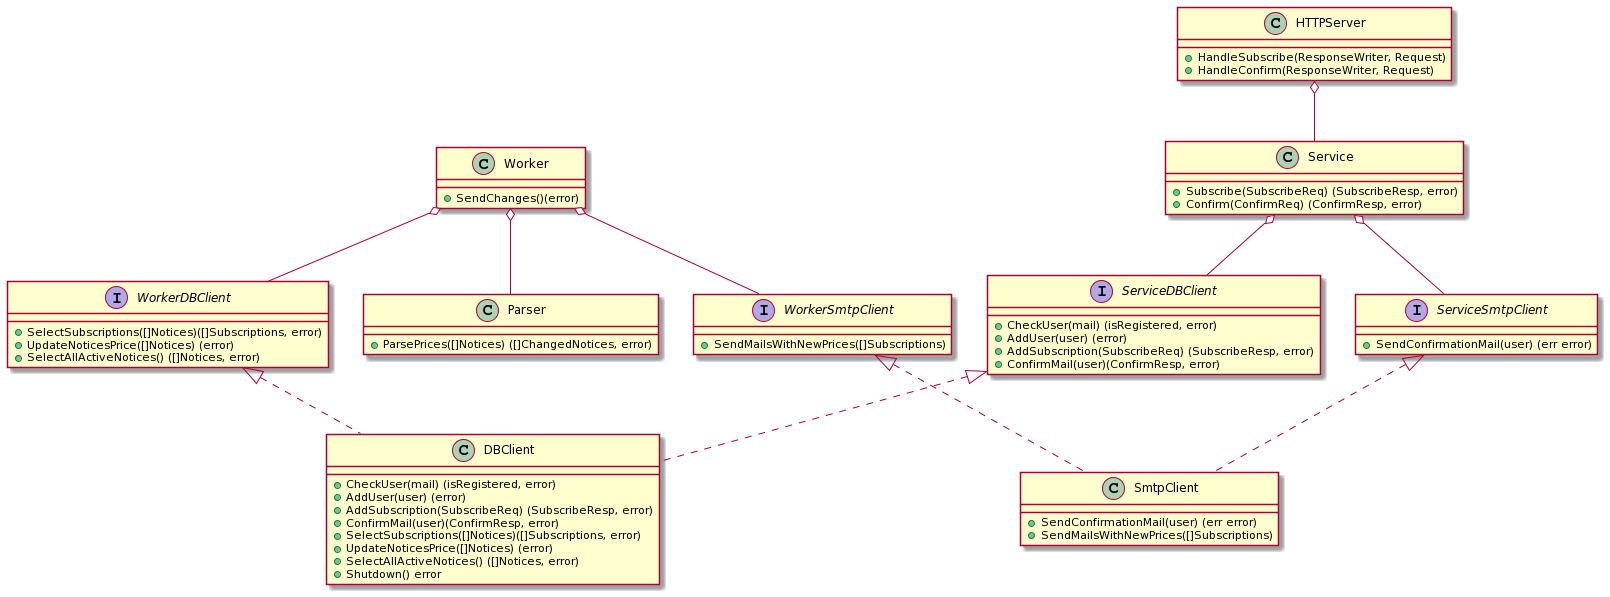 C HTTPServer
HandleSubscribe(ResponseWriter, Request)
HandleConfirm(ResponseWriter, Request)
C Worker
SendChanges()(error)
C Service
Subscribe(SubscribeReq) (SubscribeResp, error)
Confirm(ConfirmReq) (ConfirmResp, error)
I WorkerDBClient
SelectSubscriptions([]Notices)([]Subscriptions, error)
UpdateNoticesPrice([]Notices) (error)
SelectAllActiveNotices() ([]Notices, error)
C Parser
ParsePrices([]Notices) ([]ChangedNotices, error)
I WorkerSmtpClient
SendMailsWithNewPrices([]Subscriptions)
I ServiceDBClient
CheckUser(mail) (isRegistered, error)
AddUser(user) (error)
AddSubscription(SubscribeReq) (SubscribeResp, error)
ConfirmMail(user)(ConfirmResp, error)
I ServiceSmtpClient
SendConfirmationMail(user) (err error)
C DBClient
CheckUser(mail) (isRegistered, error)
AddUser(user) (error)
AddSubscription(SubscribeReq) (SubscribeResp, error)
ConfirmMail(user)(ConfirmResp, error)
SelectSubscriptions([]Notices)([]Subscriptions, error)
UpdateNoticesPrice([]Notices) (error)
SelectAllActiveNotices() ([]Notices, error)
Shutdown() error
C SmtpClient
SendConfirmationMail(user) (err error)
SendMailsWithNewPrices([]Subscriptions)